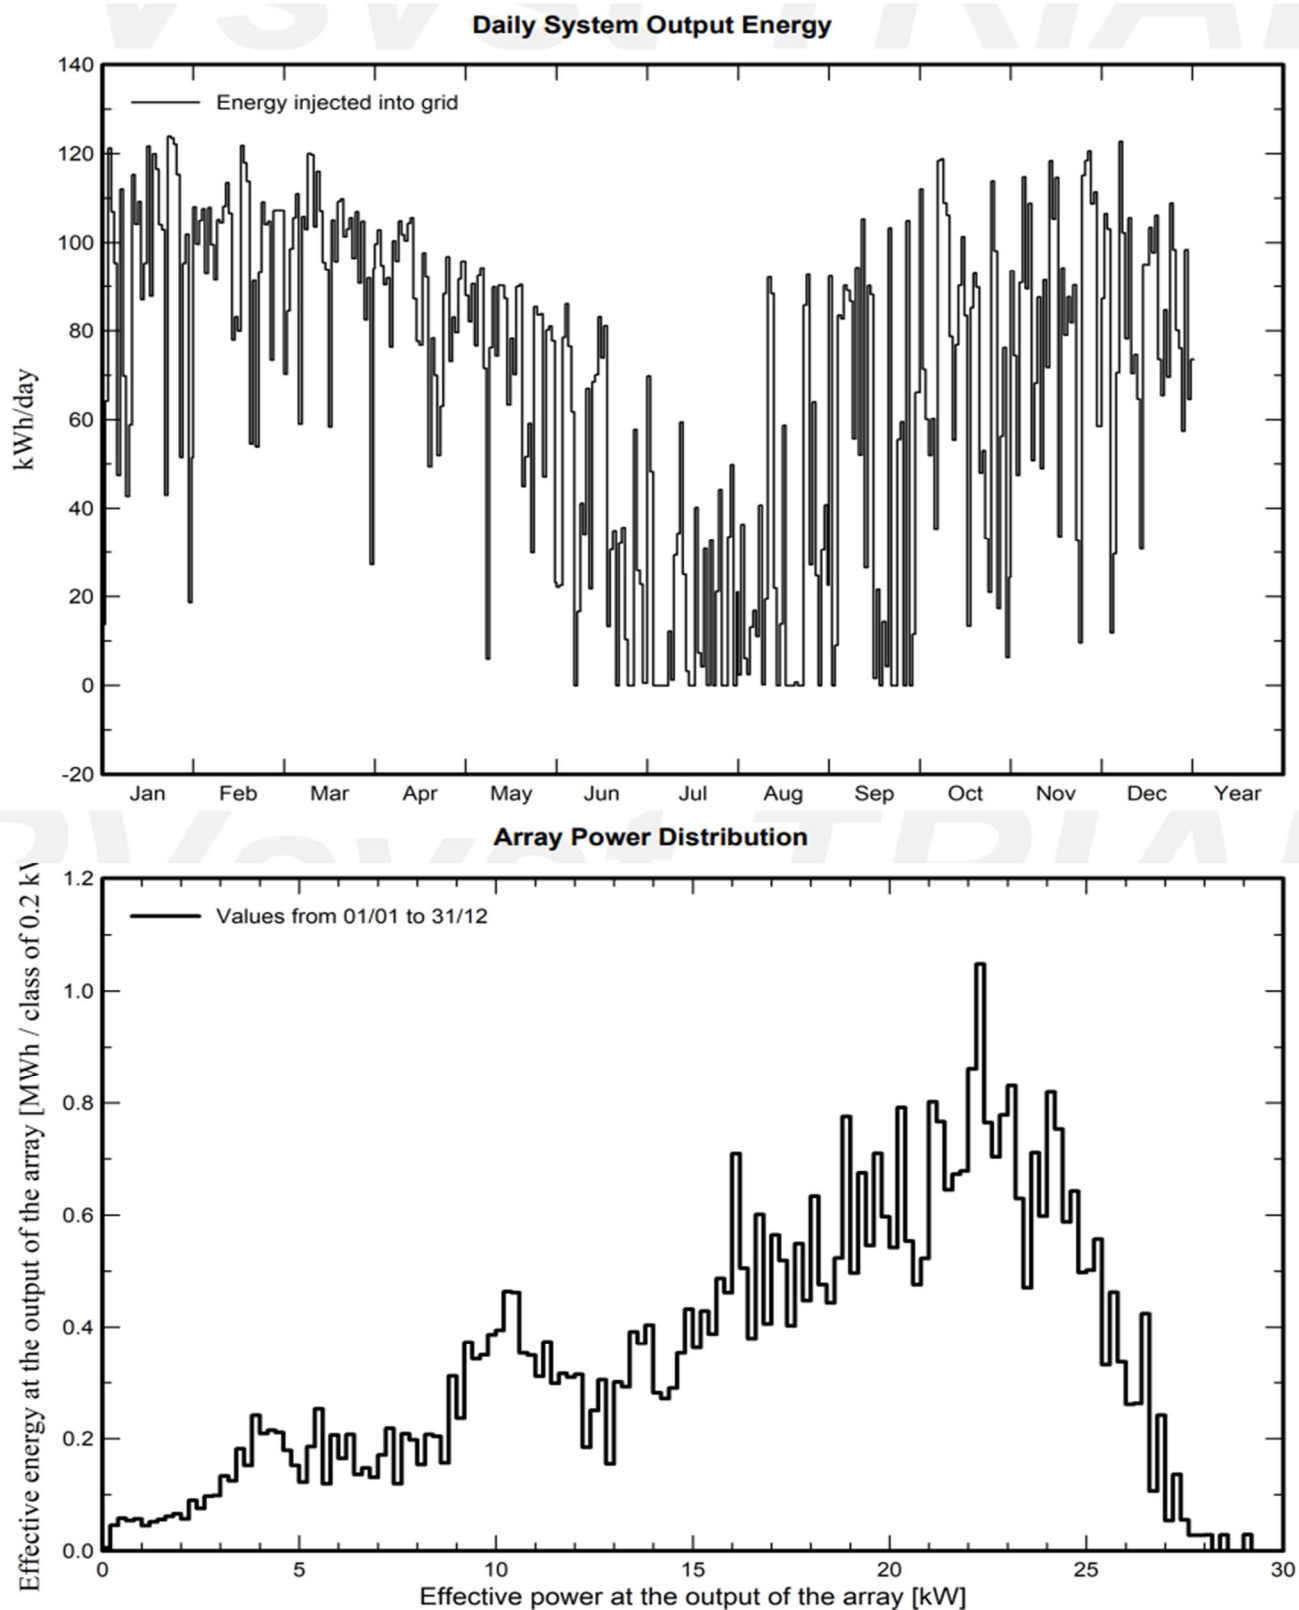 Daily System Output Energy
Energy injected into grid
kWh/day
140
120
100
80
60
40
20
0
-20
Jan Feb Mar Apr May Jun Jul Aug Sep Oct Nov Dec Year
Array Power Distribution
Values from 01/01 to 31/12
Effective energy at the output of the array [MWh / class of 0.2
1.2
1.0
0.8
0.6
0.4
0.2
0.0
0 5 10 15 20 25 30
Effective power at the output of the array [kW]